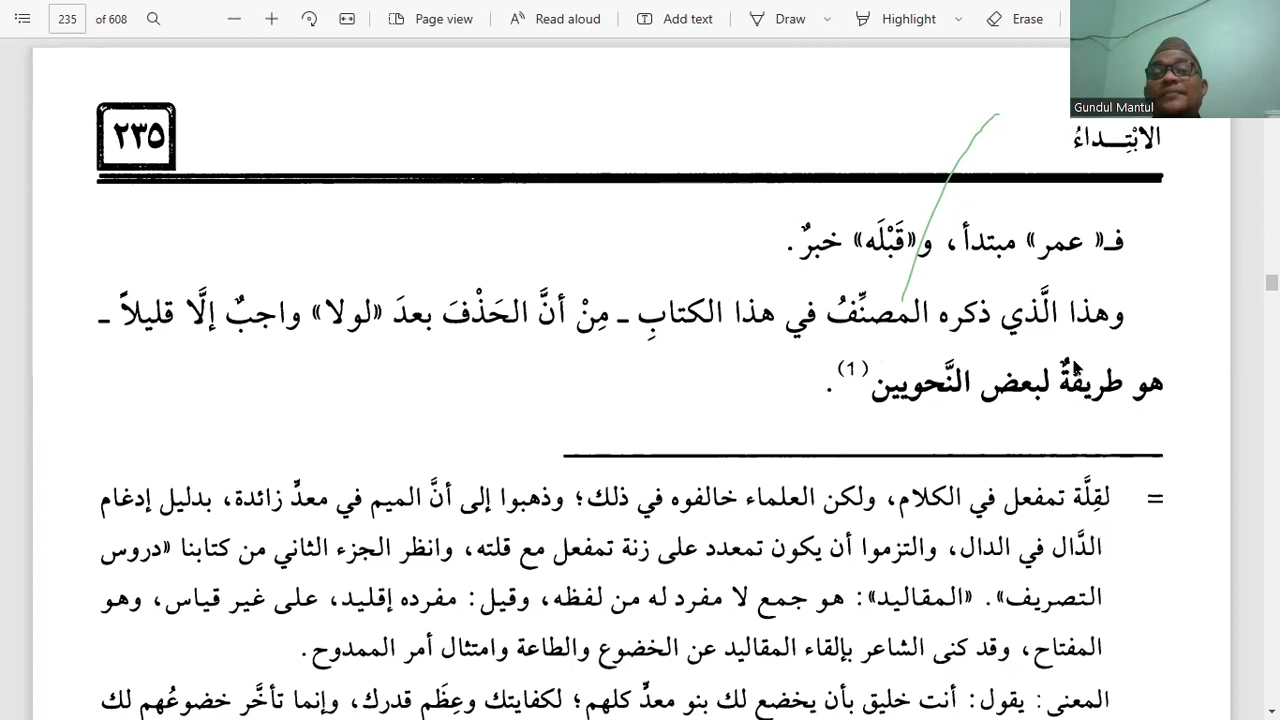 235 of 608 Page view Read aloud Add text Draw Highlight Erase
Gundul Mantul
الابْتِـــداءُ
٢٣٥
فـ«عمر» مبتدأ، و«قَبْلَه» خبرٌ.
وهذا الَّذي ذكره المصنِّفُ في هذا الكتابِ ـ مِنْ أنَّ الحَذْفَ بعدَ «لولا» واجبٌ إلَّا قليلاً ـ
هو طريقةٌ لبعض النَّحويين(١).
= لقِلَّة تمفعل في الكلام، ولكن العلماء خالفوه في ذلك؛ وذهبوا إلى أنَّ الميم في معدٍّ زائدة، بدليل إدغام
الدَّال في الدال، والتزموا أن يكون تمعدد على زنة تمفعل مع قلته، وانظر الجزء الثاني من كتابنا «دروس
التصريف». «المقاليد»: هو جمع لا مفرد له من لفظه، وقيل: مفرده إقليد، على غير قياس، وهو
المفتاح، وقد كنى الشاعر بإلقاء المقاليد عن الخضوع والطاعة وامتثال أمر الممدوح.
المعنى: يقول: أنت خليق بأن يخضع لك بنو معدٍّ كلهم؛ لكفايتك وعِظَم قدرك، وإنما تأخَّر خضوعُهم لك